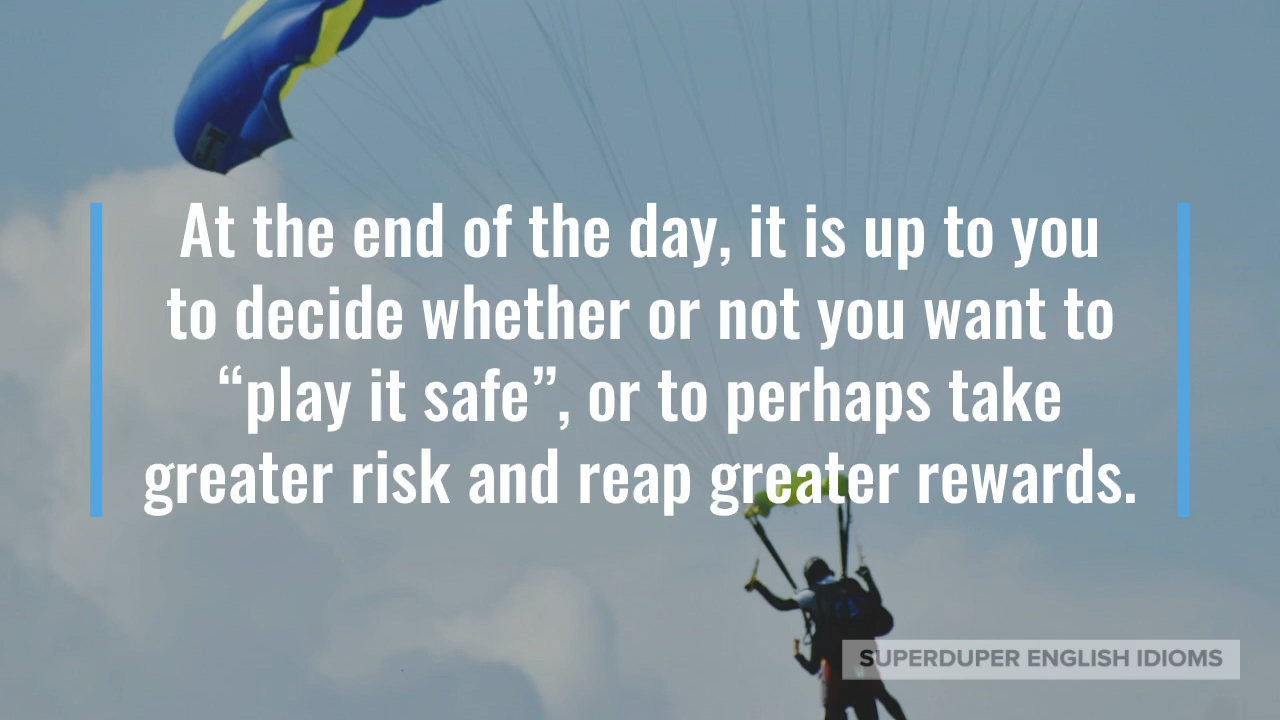 At the end of the day, it is up to you
to decide whether or not you want to
“play it safe”, or to perhaps take
greater risk and reap greater rewards.
SUPERDUPER ENGLISH IDIOMS